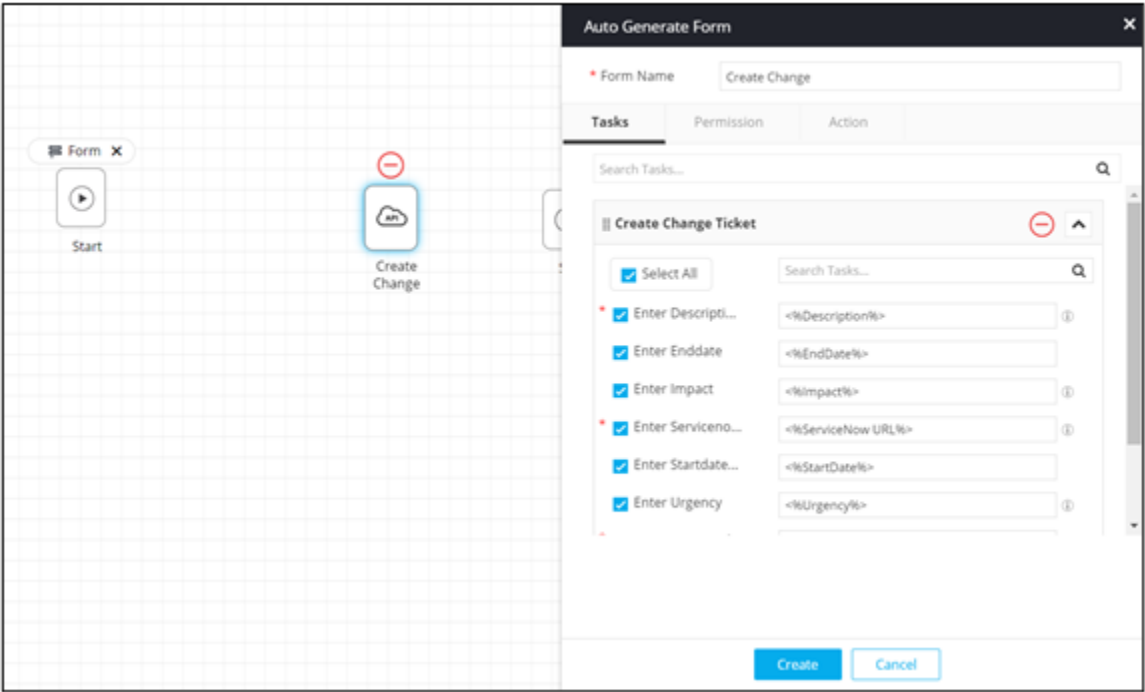 Auto Generate Form
* Form Name
Create Change
Tasks
Permission
Action
Search Tasks...
Create Change Ticket
Select All
Search Tasks...
* Enter Descripti...
<%Description%>
Enter Enddate
<%EndDate%>
Enter Impact
<%Impact%>
* Enter Serviceno...
<%ServiceNow URL%>
Enter Startdate...
<%StartDate%>
Enter Urgency
<%Urgency%>
*
Create
Cancel
Form
Start
API
Create
Change